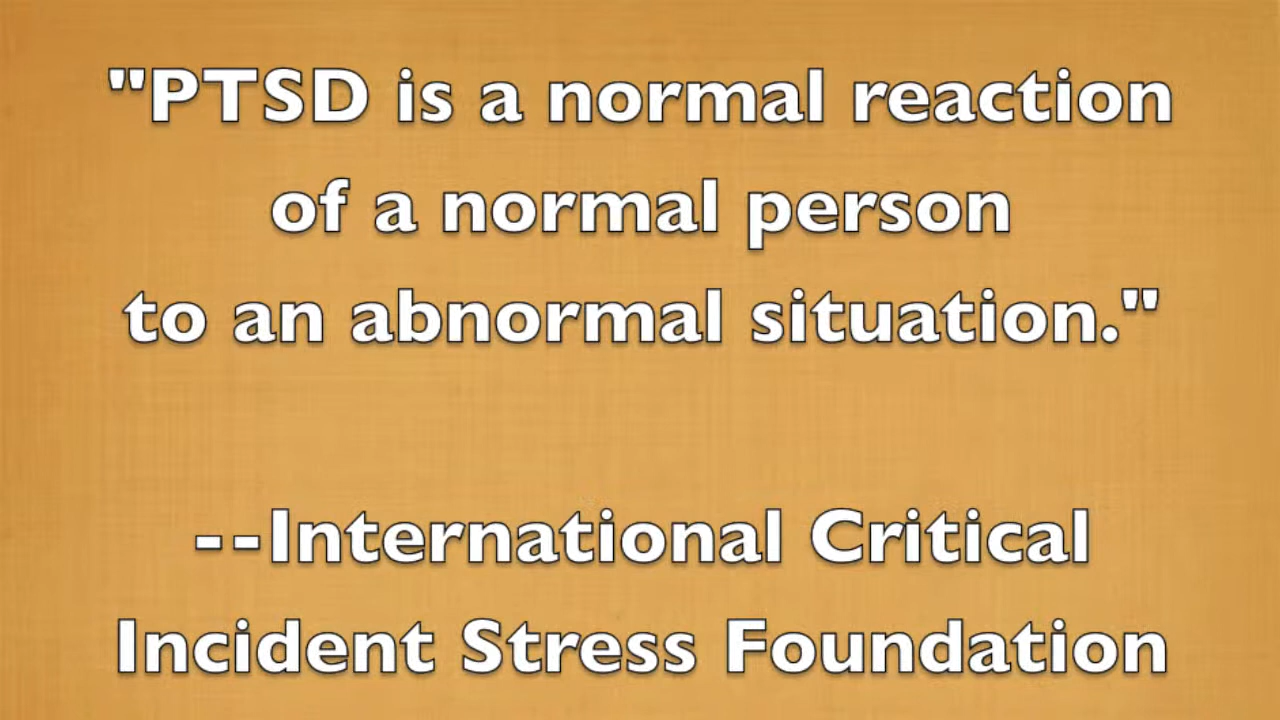 "PTSD is a normal reaction
of a normal person
to an abnormal situation."
--International Critical
Incident Stress Foundation